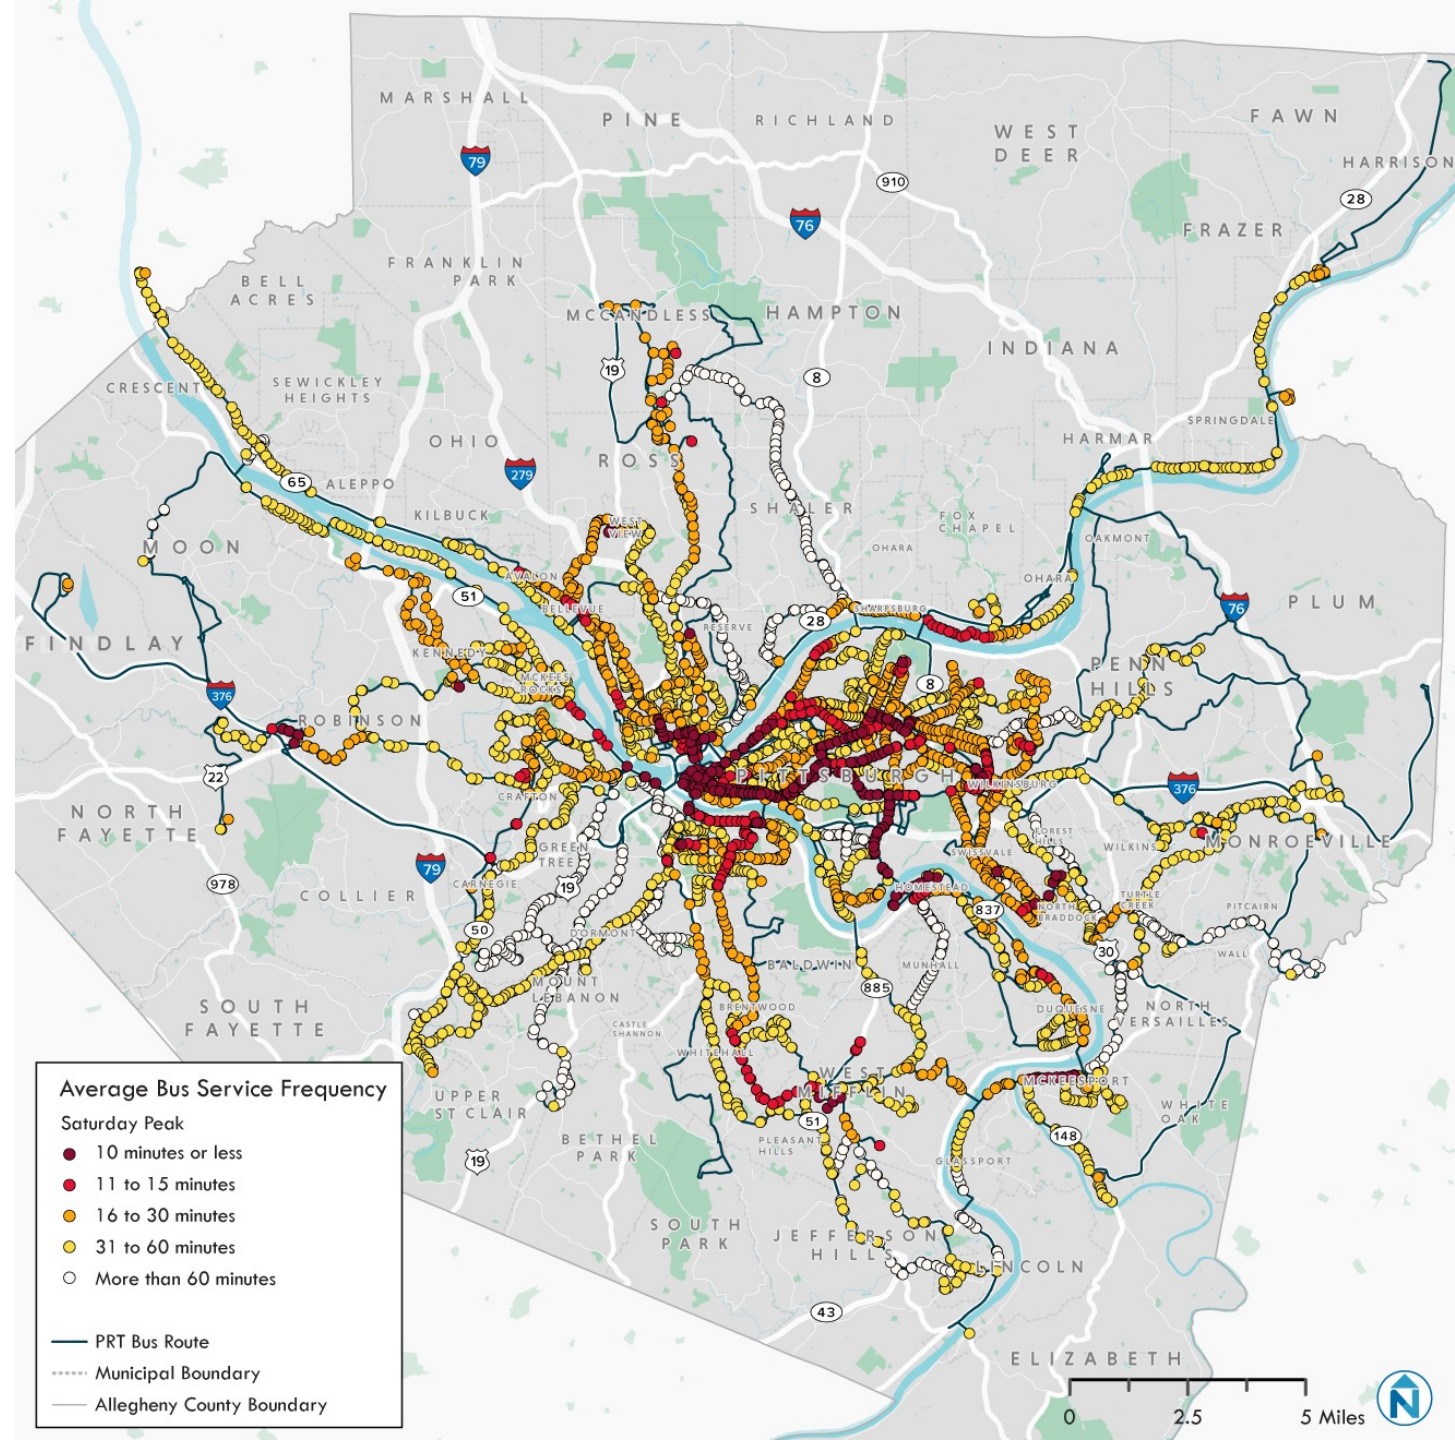 MARSHALL
PINE
RICHLAND
WEST
DEER
FAWN
HARRISON
79
910
28
76
FRAZER
FRANKLIN
PARK
BELL
ACRES
MCCANDLESS
HAMPTON
INDIANA
19
8
CRESCENT
SEWICKLEY
HEIGHTS
SPRINGDALE
OHIO
HARMAR
279
ROSS
65
ALEPPO
KILBUCK
SHALER
FOX
CHAPEL
WEST
VIEW
OAKMONT
MOON
OHARA
AVALON
OHARA
51
BELLEVUE
SHARPSBURG
76
PLUM
28
RESERVE
FINDLAY
KENNEDY
PENN
HILLS
MCKEES
ROCKS
8
376
ROBINSON
22
PITTSBURGH
WILKINSBURG
376
CRAFTON
NORTH
FAYETTE
FOREST
HILLS
GREEN
TREE
SWISSVALE
WILKINS
MONROEVILLE
79
978
COLLIER
CARNEGIE
19
HOMESTEAD
TURTLE
CREEK
837
NORTH
BRADDOCK
PITCAIRN
50
DORMONT
30
WALL
BALDWIN
MUNHALL
MOUNT
LEBANON
885
SOUTH
FAYETTE
BRENTWOOD
DUQUESNE
NORTH
VERSAILLES
CASTLE
SHANNON
WHITEHALL
WEST
MIFFLIN
MCKEESPORT
UPPER
ST CLAIR
51
WHITE
OAK
BETHEL
PARK
PLEASANT
HILLS
148
19
GLASSPORT
SOUTH
PARK
JEFFERSON
HILLS
LINCOLN
43
ELIZABETH
Average Bus Service Frequency
Saturday Peak
10 minutes or less
11 to 15 minutes
16 to 30 minutes
31 to 60 minutes
More than 60 minutes
PRT Bus Route
Municipal Boundary
Allegheny County Boundary
0 2.5 5 Miles
N